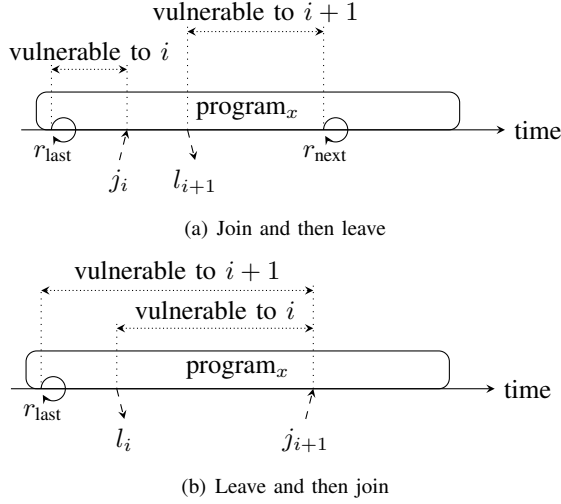 vulnerable to i + 1
vulnerable to i
program_x
time
r_last
r_next
j_i
l_{i+1}
(a) Join and then leave
vulnerable to i + 1
vulnerable to i
program_x
time
r_last
l_i
j_{i+1}
(b) Leave and then join